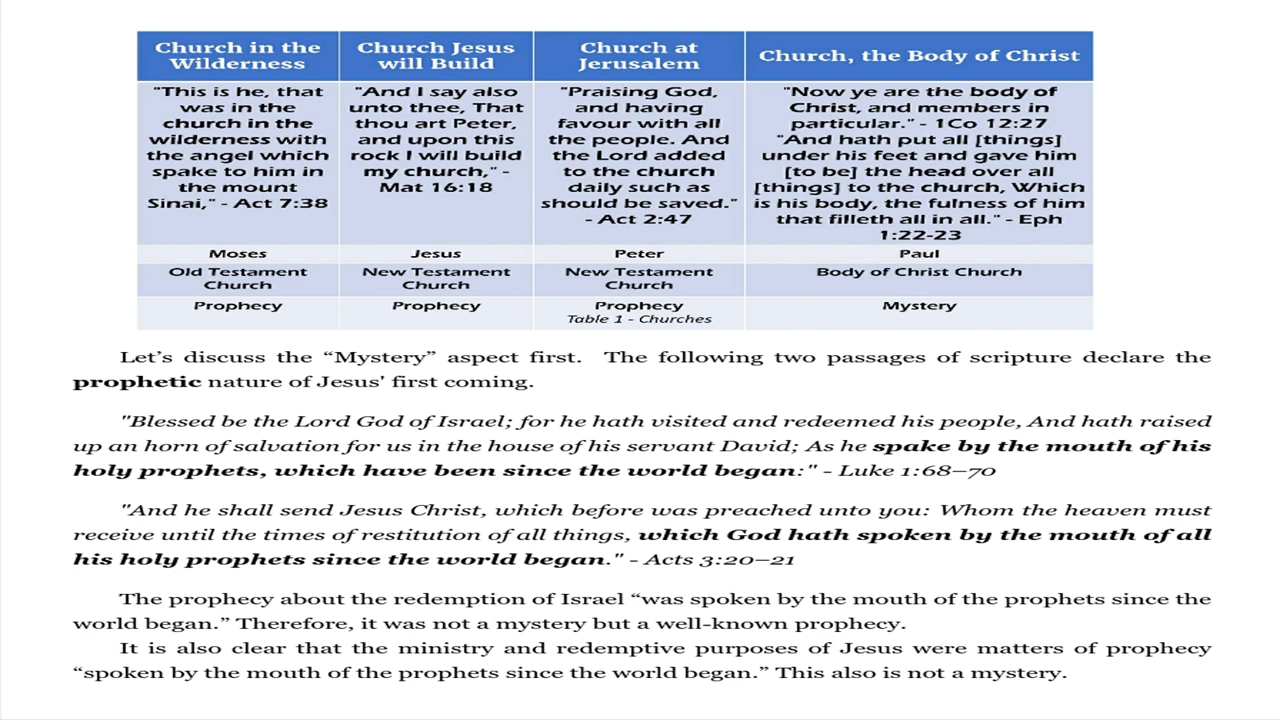 Church in the
Wilderness
Church Jesus
will Build
Church at
Jerusalem
Church, the Body of Christ
"This is he, that
was in the
church in the
wilderness with
the angel which
spake to him in
the mount
Sinai," - Act 7:38
"And I say also
unto thee, That
thou art Peter,
and upon this
rock I will build
my church," -
Mat 16:18
"Praising God,
and having
favour with all
the people. And
the Lord added
to the church
daily such as
should be saved."
- Act 2:47
"Now ye are the body of
Christ, and members in
particular." - 1Co 12:27
"And hath put all [things]
under his feet and gave him
[to be] the head over all
[things] to the church, Which
is his body, the fulness of him
that filleth all in all." - Eph
1:22-23
Moses
Jesus
Peter
Paul
Old Testament
Church
New Testament
Church
New Testament
Church
Body of Christ Church
Prophecy
Prophecy
Prophecy
Mystery
Table 1 - Churches
Let's discuss the “Mystery” aspect first. The following two passages of scripture declare the
prophetic nature of Jesus' first coming.
"Blessed be the Lord God of Israel; for he hath visited and redeemed his people, And hath raised
up an horn of salvation for us in the house of his servant David; As he spake by the mouth of his
holy prophets, which have been since the world began:" - Luke 1:68–70
"And he shall send Jesus Christ, which before was preached unto you: Whom the heaven must
receive until the times of restitution of all things, which God hath spoken by the mouth of all
his holy prophets since the world began." - Acts 3:20–21
The prophecy about the redemption of Israel “was spoken by the mouth of the prophets since the
world began.” Therefore, it was not a mystery but a well-known prophecy.
It is also clear that the ministry and redemptive purposes of Jesus were matters of prophecy
“spoken by the mouth of the prophets since the world began.” This also is not a mystery.